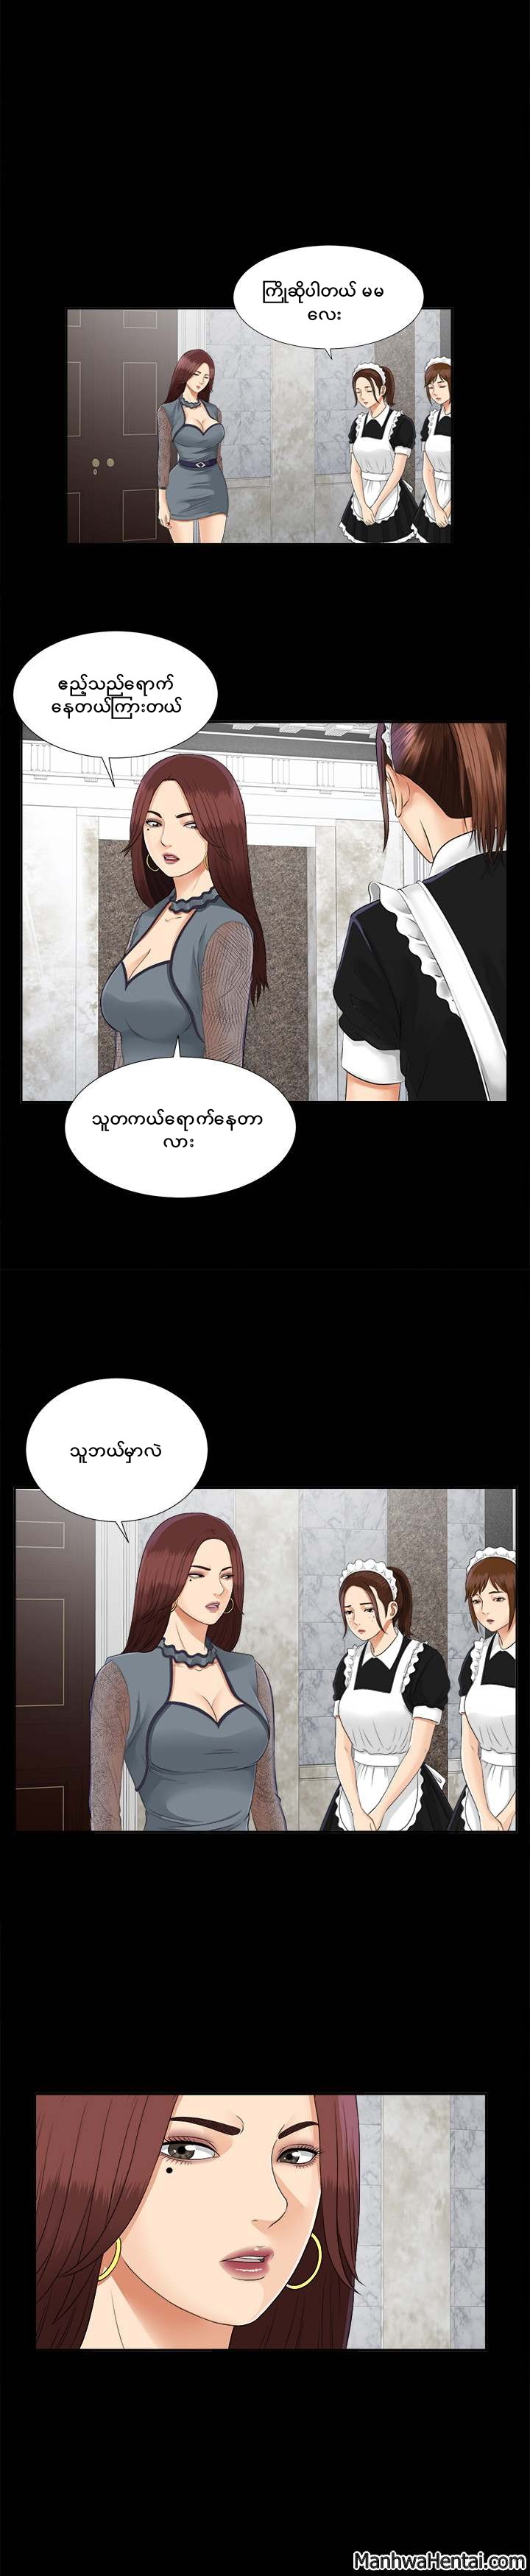 ကြိုဆိုပါတယ် မမ
လေး
ဧည့်သည်ရောက်
နေတယ်ကြားတယ်
သူတကယ်ရောက်နေတာ
လား
သူဘယ်မှာလဲ
ManhwaHentai.com